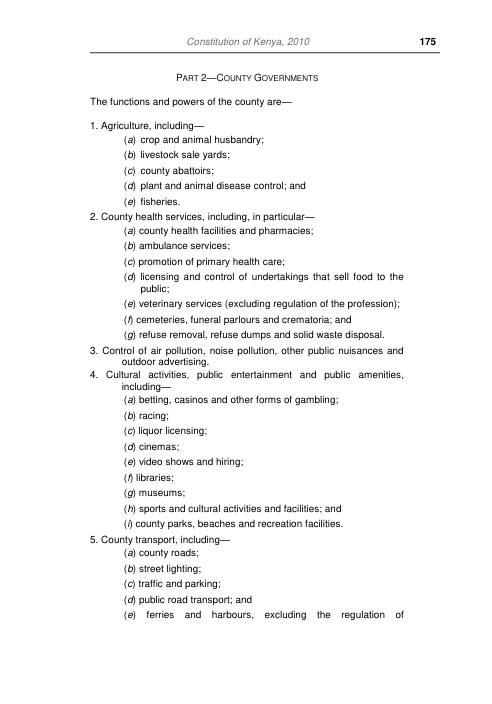 Constitution of Kenya, 2010 175
PART 2—COUNTY GOVERNMENTS
The functions and powers of the county are—
1. Agriculture, including—
(a) crop and animal husbandry;
(b) livestock sale yards;
(c) county abattoirs;
(d) plant and animal disease control; and
(e) fisheries.
2. County health services, including, in particular—
(a) county health facilities and pharmacies;
(b) ambulance services;
(c) promotion of primary health care;
(d) licensing and control of undertakings that sell food to the
public;
(e) veterinary services (excluding regulation of the profession);
(f) cemeteries, funeral parlours and crematoria; and
(g) refuse removal, refuse dumps and solid waste disposal.
3. Control of air pollution, noise pollution, other public nuisances and
outdoor advertising.
4. Cultural activities, public entertainment and public amenities,
including—
(a) betting, casinos and other forms of gambling;
(b) racing;
(c) liquor licensing;
(d) cinemas;
(e) video shows and hiring;
(f) libraries;
(g) museums;
(h) sports and cultural activities and facilities; and
(i) county parks, beaches and recreation facilities.
5. County transport, including—
(a) county roads;
(b) street lighting;
(c) traffic and parking;
(d) public road transport; and
(e) ferries and harbours, excluding the regulation of